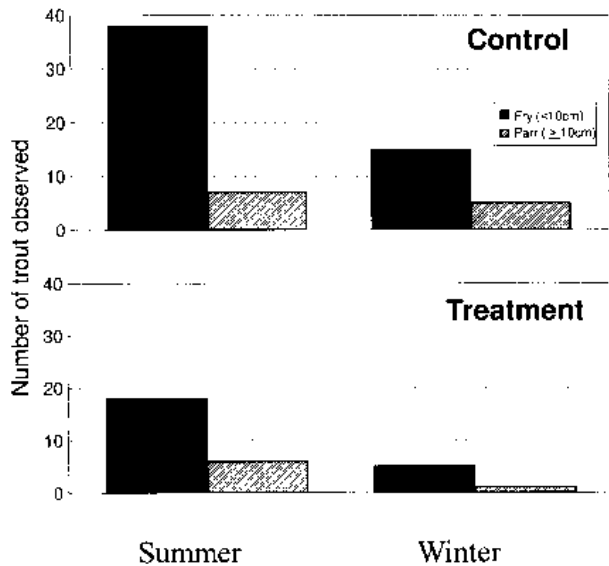 Number of trout observed
40
30
20
10
0
Control
Fry (<10cm)
Parr (≥10cm)
40
30
20
10
0
Treatment
Summer
Winter